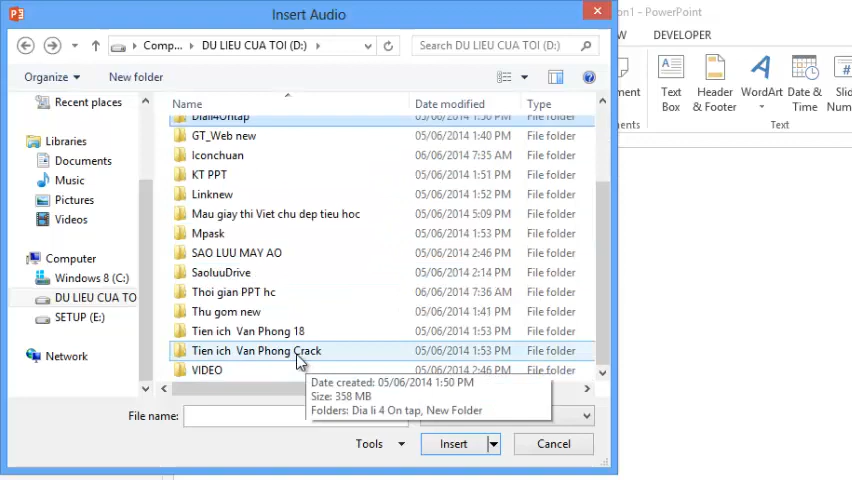 Insert Audio
on1 - PowerPoint
Comp... DU LIEU CUA TOI (D:)
Search DU LIEU CUA TOI (D:)
W DEVELOPER
Organize New folder
Name Date modified Type
Recent places
Libraries
Documents
Music
Pictures
Videos
Computer
Windows 8 (C:)
DU LIEU CUA TO
SETUP (E:)
Network
Diali4Ontap 05/06/2014 1:50 PM File folder
GT_Web new 05/06/2014 1:40 PM File folder
Iconchuan 06/06/2014 7:35 AM File folder
KT PPT 05/06/2014 1:51 PM File folder
Linknew 05/06/2014 1:52 PM File folder
Mau giay thi Viet chu dep tieu hoc 05/06/2014 5:09 PM File folder
Mpask 05/06/2014 1:53 PM File folder
SAO LUU MAY AO 05/06/2014 2:46 PM File folder
SaoluuDrive 05/06/2014 2:14 PM File folder
Thoi gian PPT hc 06/06/2014 7:36 AM File folder
Thu gom new 05/06/2014 1:41 PM File folder
Tien ich Van Phong 18 05/06/2014 1:53 PM File folder
Tien ich Van Phong Crack 05/06/2014 1:53 PM File folder
VIDEO 05/06/2014 2:46 PM File folder
Date created: 05/06/2014 1:50 PM
Size: 358 MB
Folders: Dia li 4 On tap, New Folder
File name:
Tools Insert Cancel
ment
Text
Box
Header
& Footer
WordArt
Date &
Time
#
Slid
Num
ents
Text